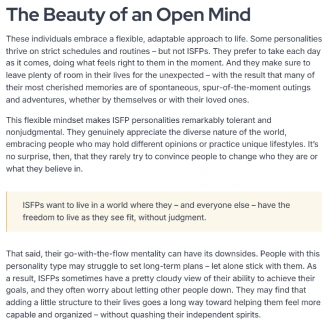 The Beauty of an Open Mind
These individuals embrace a flexible, adaptable approach to life. Some personalities
thrive on strict schedules and routines – but not ISFPs. They prefer to take each day
as it comes, doing what feels right to them in the moment. And they make sure to
leave plenty of room in their lives for the unexpected – with the result that many of
their most cherished memories are of spontaneous, spur-of-the-moment outings
and adventures, whether by themselves or with their loved ones.
This flexible mindset makes ISFP personalities remarkably tolerant and
nonjudgmental. They genuinely appreciate the diverse nature of the world,
embracing people who may hold different opinions or practice unique lifestyles. It's
no surprise, then, that they rarely try to convince people to change who they are or
what they believe in.
ISFPs want to live in a world where they – and everyone else – have the
freedom to live as they see fit, without judgment.
That said, their go-with-the-flow mentality can have its downsides. People with this
personality type may struggle to set long-term plans – let alone stick with them. As
a result, ISFPs sometimes have a pretty cloudy view of their ability to achieve their
goals, and they often worry about letting other people down. They may find that
adding a little structure to their lives goes a long way toward helping them feel more
capable and organized – without quashing their independent spirits.